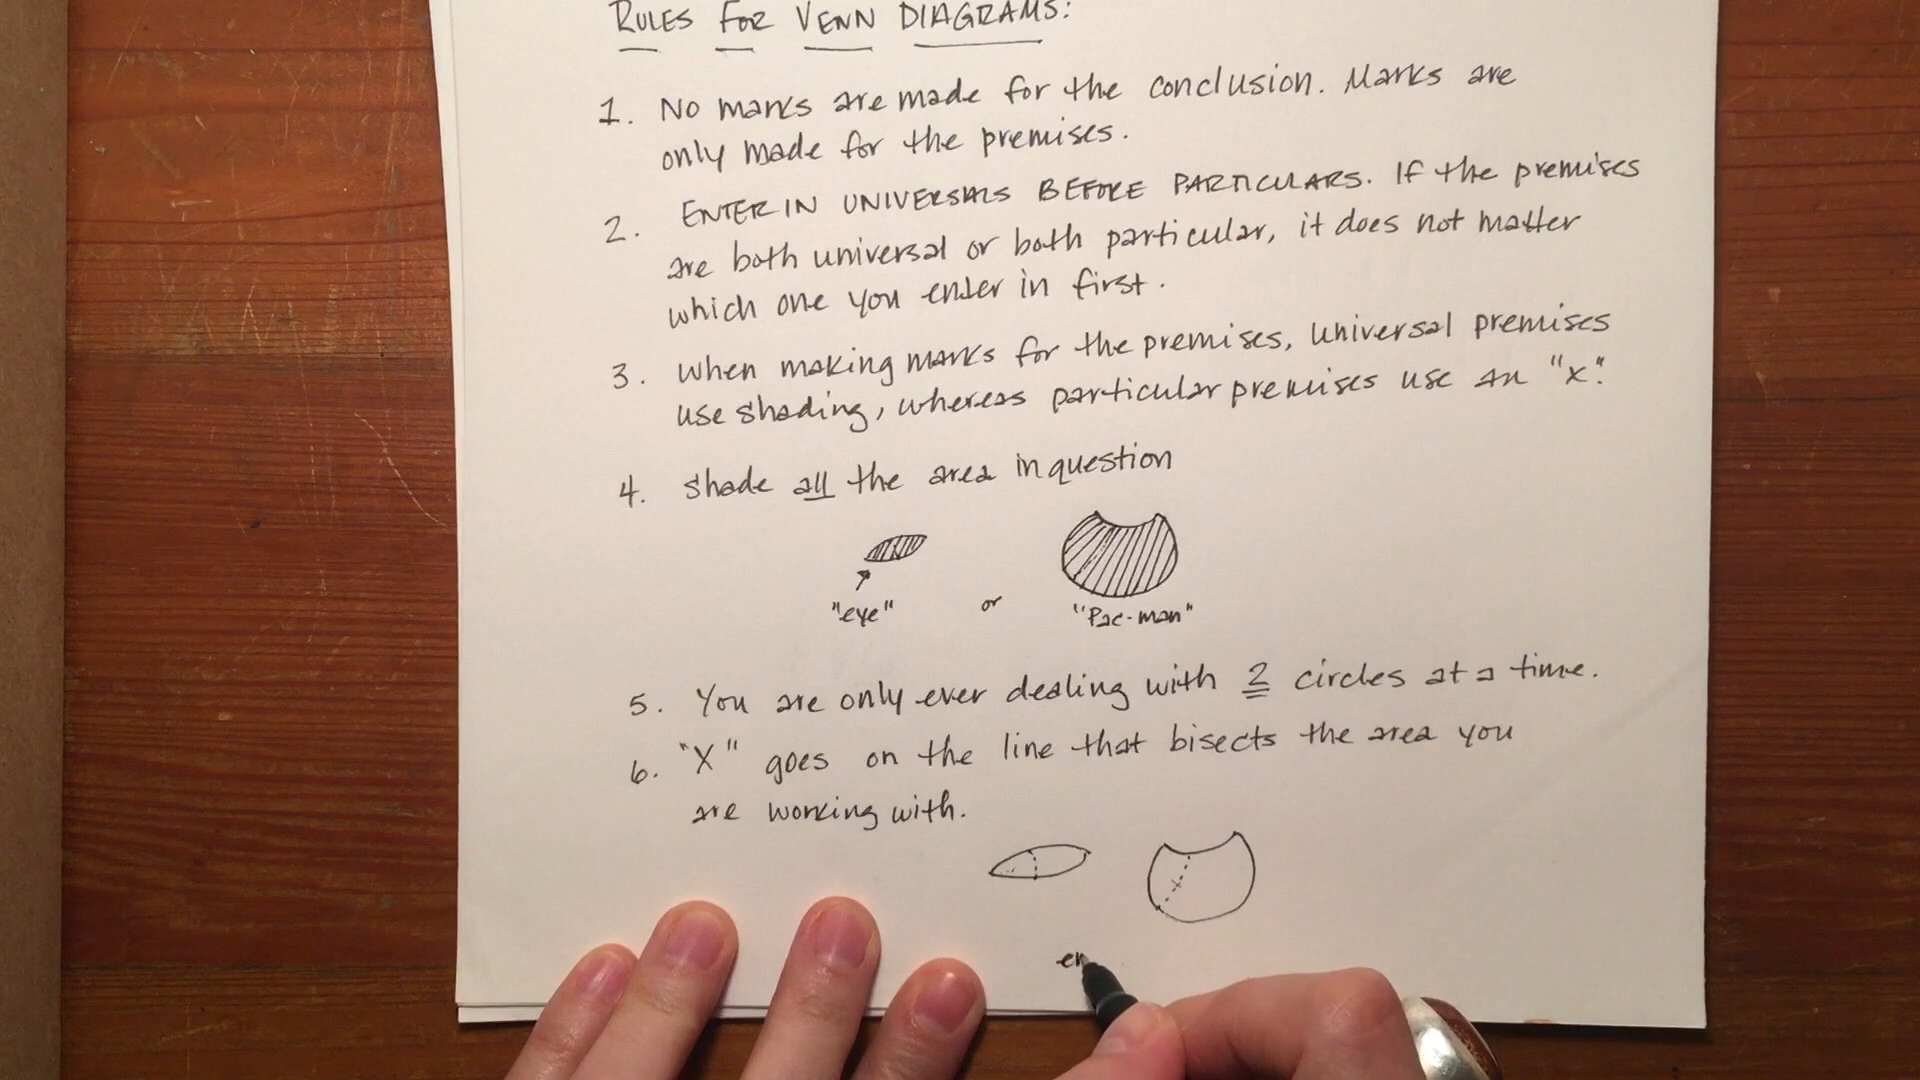 RULES FOR VENN DIAGRAMS:
1. No marks are made for the conclusion. Marks are
only made for the premises.
2. ENTER IN UNIVERSALS BEFORE PARTICULARS. If the premises
are both universal or both particular, it does not matter
which one you enter in first.
3. When making marks for the premises, universal premises
use shading, whereas particular premises use an "x".
4. Shade all the area in question
"eye" or "Pac-man"
5. You are only ever dealing with 2 circles at a time.
6. "X" goes on the line that bisects the area you
are working with.
x